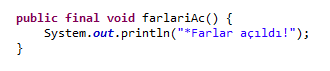 public final void farlariAc() {
    System.out.println("*Farlar açıldı!");
}